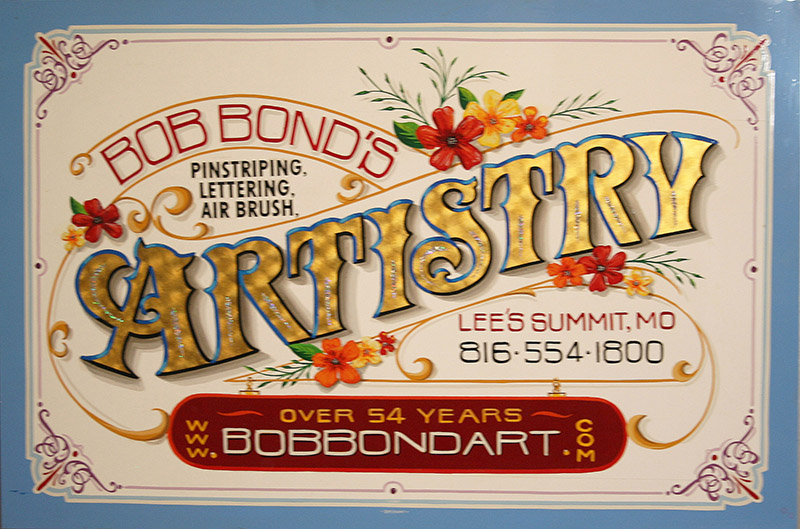 BOB BOND'S
PINSTRIPING,
LETTERING,
AIR BRUSH,
ARTISTRY
LEE'S SUMMIT, MO
816·554·1800
OVER 54 YEARS
WWW.BOBBONDART.COM